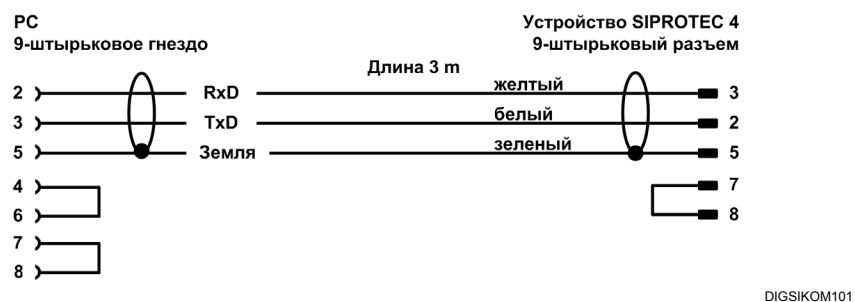 PC
9-штырьковое гнездо
Устройство SIPROTEC 4
9-штырьковый разъем
Длина 3 m
2 RxD желтый 3
3 TxD белый 2
5 Земля зеленый 5
4 7
6 8
7
8
DIGSIKOM101